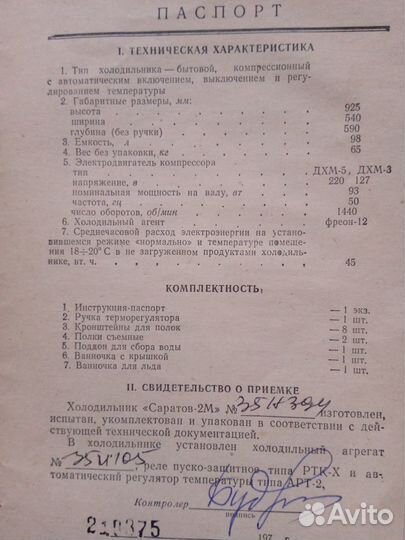 ПАСПОРТ
I. ТЕХНИЧЕСКАЯ ХАРАКТЕРИСТИКА
1. Тип холодильника — бытовой, компрессионный
с автоматическим включением, выключением и регу-
лированием температуры
2. Габаритные размеры, мм:
высота . . . . . . . 925
ширина . . . . . . . 540
глубина (без ручки) . . . . . 590
3. Емкость, л . . . . . . 98
4. Вес без упаковки, кг . . . . . 65
5. Электродвигатель компрессора
тип . . . . . ДХМ-5, ДХМ-3
напряжение, в . . . . . 220 127
номинальная мощность на валу, вт . . 93
частота, гц . . . . . . 50
число оборотов, об/мин . . . . 1440
6. Холодильный агент . . . . фреон-12
7. Среднечасовой расход электроэнергии на устано-
вившемся режиме «нормально» и температуре помеще-
ния 18÷20°С в не загруженном продуктами холодиль-
нике, вт. ч. . . . . . . 45
КОМПЛЕКТНОСТЬ:
1. Инструкция-паспорт — 1 экз.
2. Ручка терморегулятора — 1 шт.
3. Кронштейны для полок — 8 шт.
4. Полки съемные — 2 шт.
5. Поддон для сбора воды — 1 шт.
6. Ванночка с крышкой — 1 шт.
7. Ванночка для льда — 1 шт.
II. СВИДЕТЕЛЬСТВО О ПРИЕМКЕ
Холодильник «Саратов-2М» № изготовлен,
испытан, укомплектован и упакован в соответствии с дей-
ствующей технической документацией.
В холодильнике установлен холодильный агрегат
№ , реле пуско-защитное типа РТК-Х и ав-
томатический регулятор температуры типа АРТ-2,
Контролер
подпись
210375 197 г.
Avito